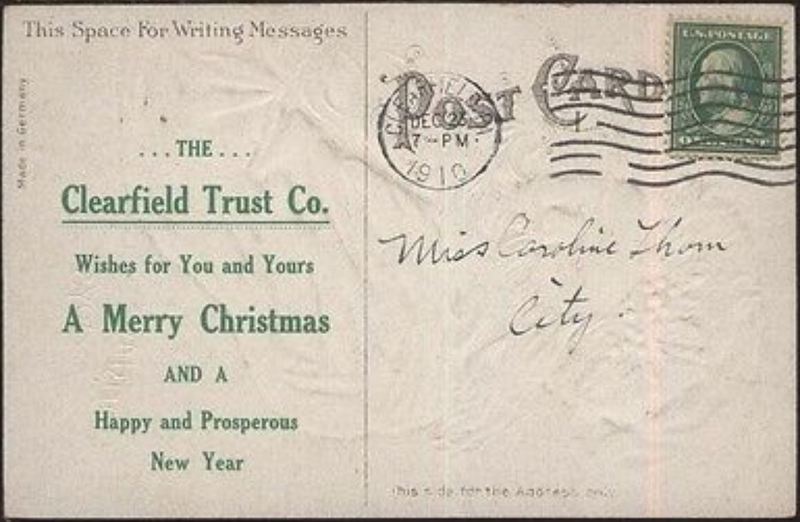 This Space For Writing Messages
Made in Germany
POST CARD
CLEARFIELD
DEC 25
7-PM
1910
U.S. POSTAGE
...THE...
Clearfield Trust Co.
Wishes for You and Yours
A Merry Christmas
AND A
Happy and Prosperous
New Year
Miss Caroline Thorn
City.
This side for the Address only